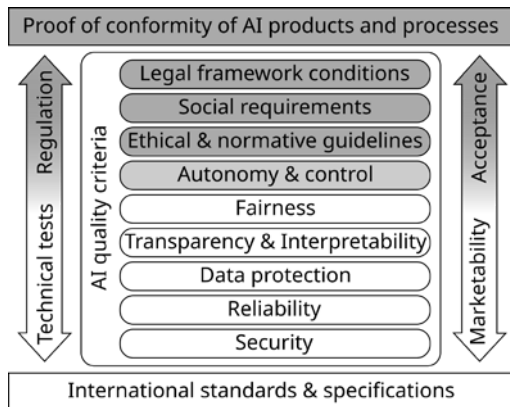 Proof of conformity of AI products and processes
Regulation
Technical tests
AI quality criteria
Legal framework conditions
Social requirements
Ethical & normative guidelines
Autonomy & control
Fairness
Transparency & Interpretability
Data protection
Reliability
Security
Acceptance
Marketability
International standards & specifications